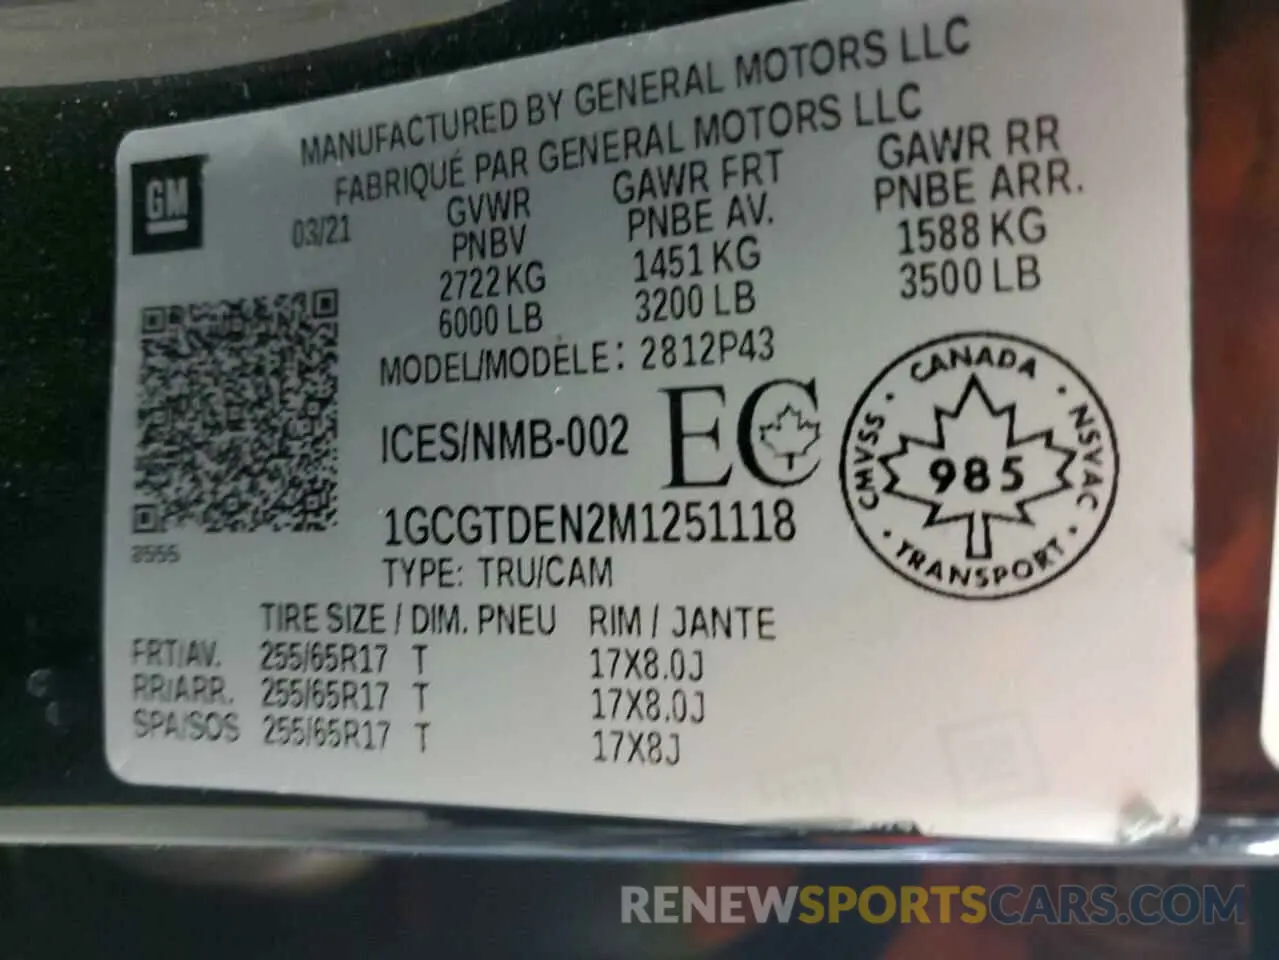 MANUFACTURED BY GENERAL MOTORS LLC
FABRIQUÉ PAR GENERAL MOTORS LLC
GM
03/21
GVWR
PNBV
2722 KG
6000 LB
GAWR FRT
PNBE AV.
1451 KG
3200 LB
GAWR RR
PNBE ARR.
1588 KG
3500 LB
MODEL/MODÈLE: 2812P43
ICES/NMB-002 EC
CANADA
CMVSS · NSVAC
985
TRANSPORT
1GCGTDEN2M1251118
3555
TYPE: TRU/CAM
TIRE SIZE / DIM. PNEU RIM / JANTE
FRT/AV. 255/65R17 T 17X8.0J
RR/ARR. 255/65R17 T 17X8.0J
SPA/SOS 255/65R17 T 17X8J
RENEWSPORTSCARS.COM